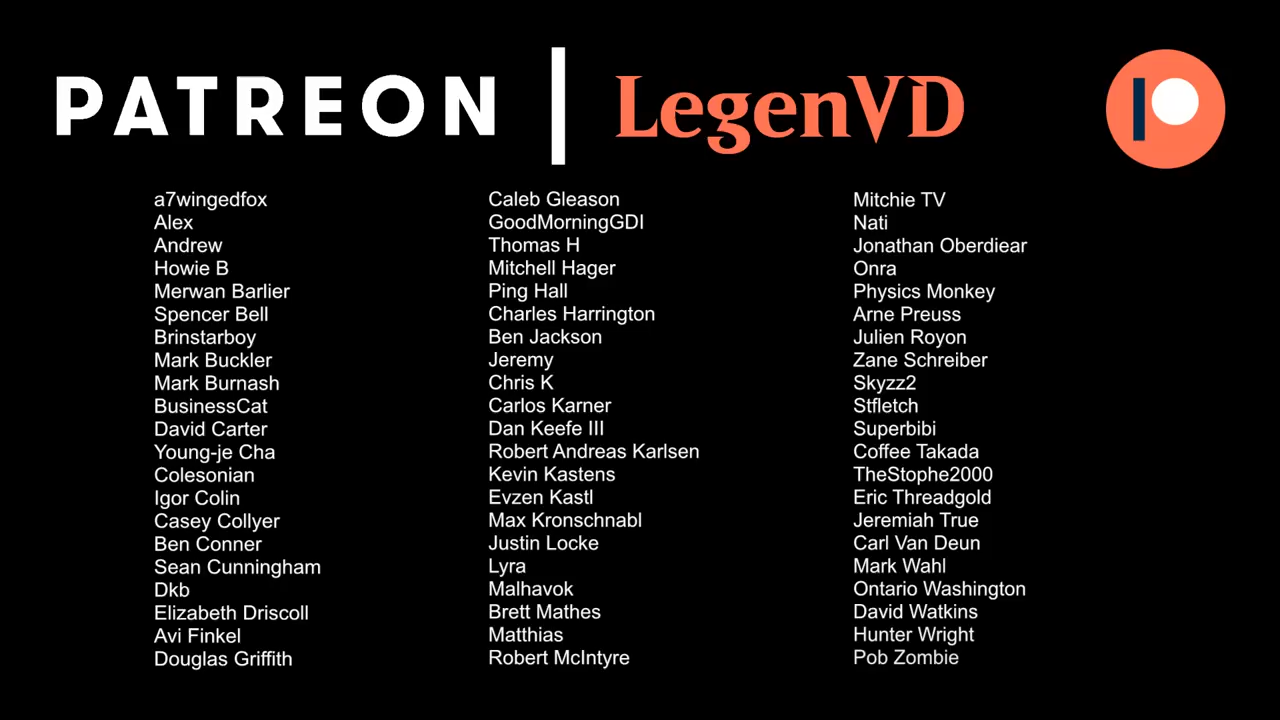 PATREON | LegenVD
a7wingedfox
Alex
Andrew
Howie B
Merwan Barlier
Spencer Bell
Brinstarboy
Mark Buckler
Mark Burnash
BusinessCat
David Carter
Young-je Cha
Colesonian
Igor Colin
Casey Collyer
Ben Conner
Sean Cunningham
Dkb
Elizabeth Driscoll
Avi Finkel
Douglas Griffith
Caleb Gleason
GoodMorningGDI
Thomas H
Mitchell Hager
Ping Hall
Charles Harrington
Ben Jackson
Jeremy
Chris K
Carlos Karner
Dan Keefe III
Robert Andreas Karlsen
Kevin Kastens
Evzen Kastl
Max Kronschnabl
Justin Locke
Lyra
Malhavok
Brett Mathes
Matthias
Robert McIntyre
Mitchie TV
Nati
Jonathan Oberdiear
Onra
Physics Monkey
Arne Preuss
Julien Royon
Zane Schreiber
Skyzz2
Stfletch
Superbibi
Coffee Takada
TheStophe2000
Eric Threadgold
Jeremiah True
Carl Van Deun
Mark Wahl
Ontario Washington
David Watkins
Hunter Wright
Pob Zombie